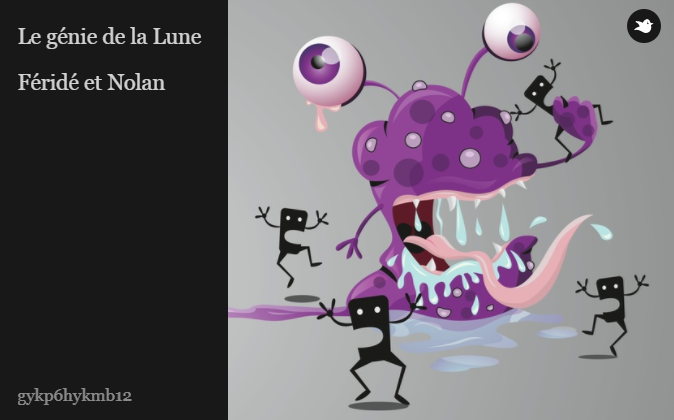 Le génie de la Lune
Féridé et Nolan
gykp6hykmb12